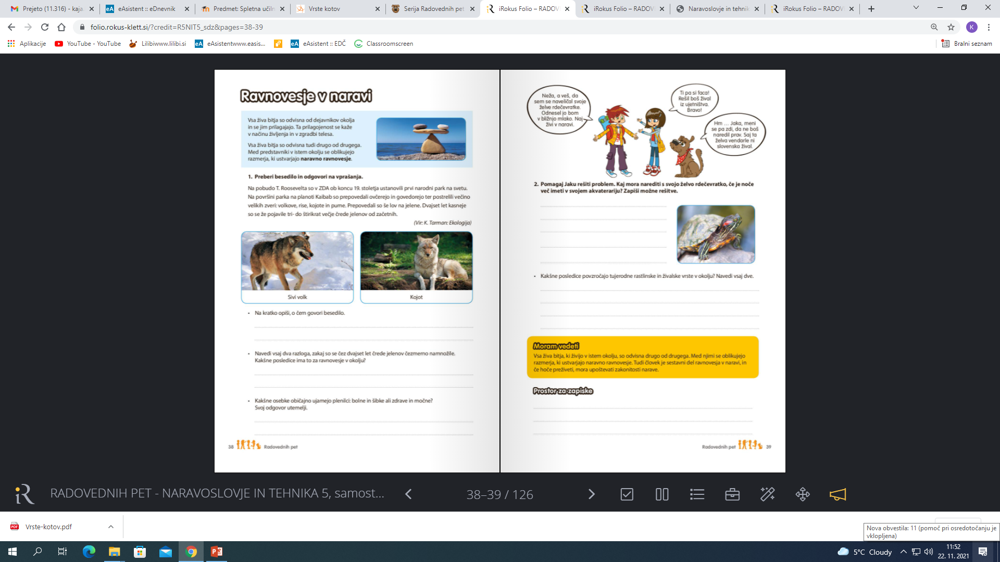 Prejeto (11.316) - kaja.
eAsistent :: eDnevnik
Predmet: Spletna učiln
Vrste kotov
Serija Radovednih pet
iRokus Folio – RADOVI
iRokus Folio – RADOVI
Naravoslovje in tehnik
iRokus Folio – RADOVI
folio.rokus-klett.si/?credit=R5NIT5_sdz&pages=38-39
K
Aplikacije
YouTube - YouTube
Lilibiwww.lilibi.si
eAsistentwww.easis...
eAsistent :: EDČ
Classroomscreen
Bralni seznam
Ravnovesje v naravi
Vsa živa bitja so odvisna od dejavnikov okolja
in se jim prilagajajo. Ta prilagojenost se kaže
v načinu življenja in v zgradbi telesa.
Vsa živa bitja so odvisna tudi drugo od drugega.
Med predstavniki v istem okolju se oblikujejo
razmerja, ki ustvarjajo naravno ravnovesje.
1. Preberi besedilo in odgovori na vprašanja.
Na pobudo T. Roosevelta so v ZDA ob koncu 19. stoletja ustanovili prvi narodni park na svetu.
Na površini parka na planoti Kaibab so prepovedali ovčerejo in govedorejo ter postrelili večino
velikih zveri: volkove, rise, kojote in pume. Prepovedali so še lov na jelene. Dvajset let kasneje
so se že pojavile tri- do štirikrat večje črede jelenov od začetnih.
(Vir: K. Tarman: Ekologija)
Sivi volk
Kojot
• Na kratko opiši, o čem govori besedilo.
• Navedi vsaj dva razloga, zakaj so se čez dvajset let črede jelenov čezmerno namnožile.
Kakšne posledice ima to za ravnovesje v okolju?
• Kakšne osebke običajno ujamejo plenilci: bolne in šibke ali zdrave in močne?
Svoj odgovor utemelji.
38 Radovednih pet
Neža, a veš, da
sem se naveličal svoje
želve rdečevratke.
Odnesel jo bom
v bližnjo mlako. Naj
živi v naravi.
Ti pa si faca!
Rešil boš žival
iz ujetništva.
Bravo!
Hm ... Jaka, meni
se pa zdi, da ne boš
naredil prav. Saj ta
želva vendarle ni
slovenska žival.
2. Pomagaj Jaku rešiti problem. Kaj mora narediti s svojo želvo rdečevratko, če je noče
več imeti v svojem akvaterariju? Zapiši možne rešitve.
• Kakšne posledice povzročajo tujerodne rastlinske in živalske vrste v okolju? Navedi vsaj dve.
Moram vedeti
Vsa živa bitja, ki živijo v istem okolju, so odvisna drugo od drugega. Med njimi se oblikujejo
razmerja, ki ustvarjajo naravno ravnovesje. Tudi človek je sestavni del ravnovesja v naravi, in
če hoče preživeti, mora upoštevati zakonitosti narave.
Prostor za zapiske
Radovednih pet 39
iR
RADOVEDNIH PET - NARAVOSLOVJE IN TEHNIKA 5, samost...
38–39 / 126
PDF
Vrste-kotov.pdf
Nova obvestila: 11 (pomoč pri osredotočanju je
vklopljena)
5°C Cloudy
11:52
22. 11. 2021